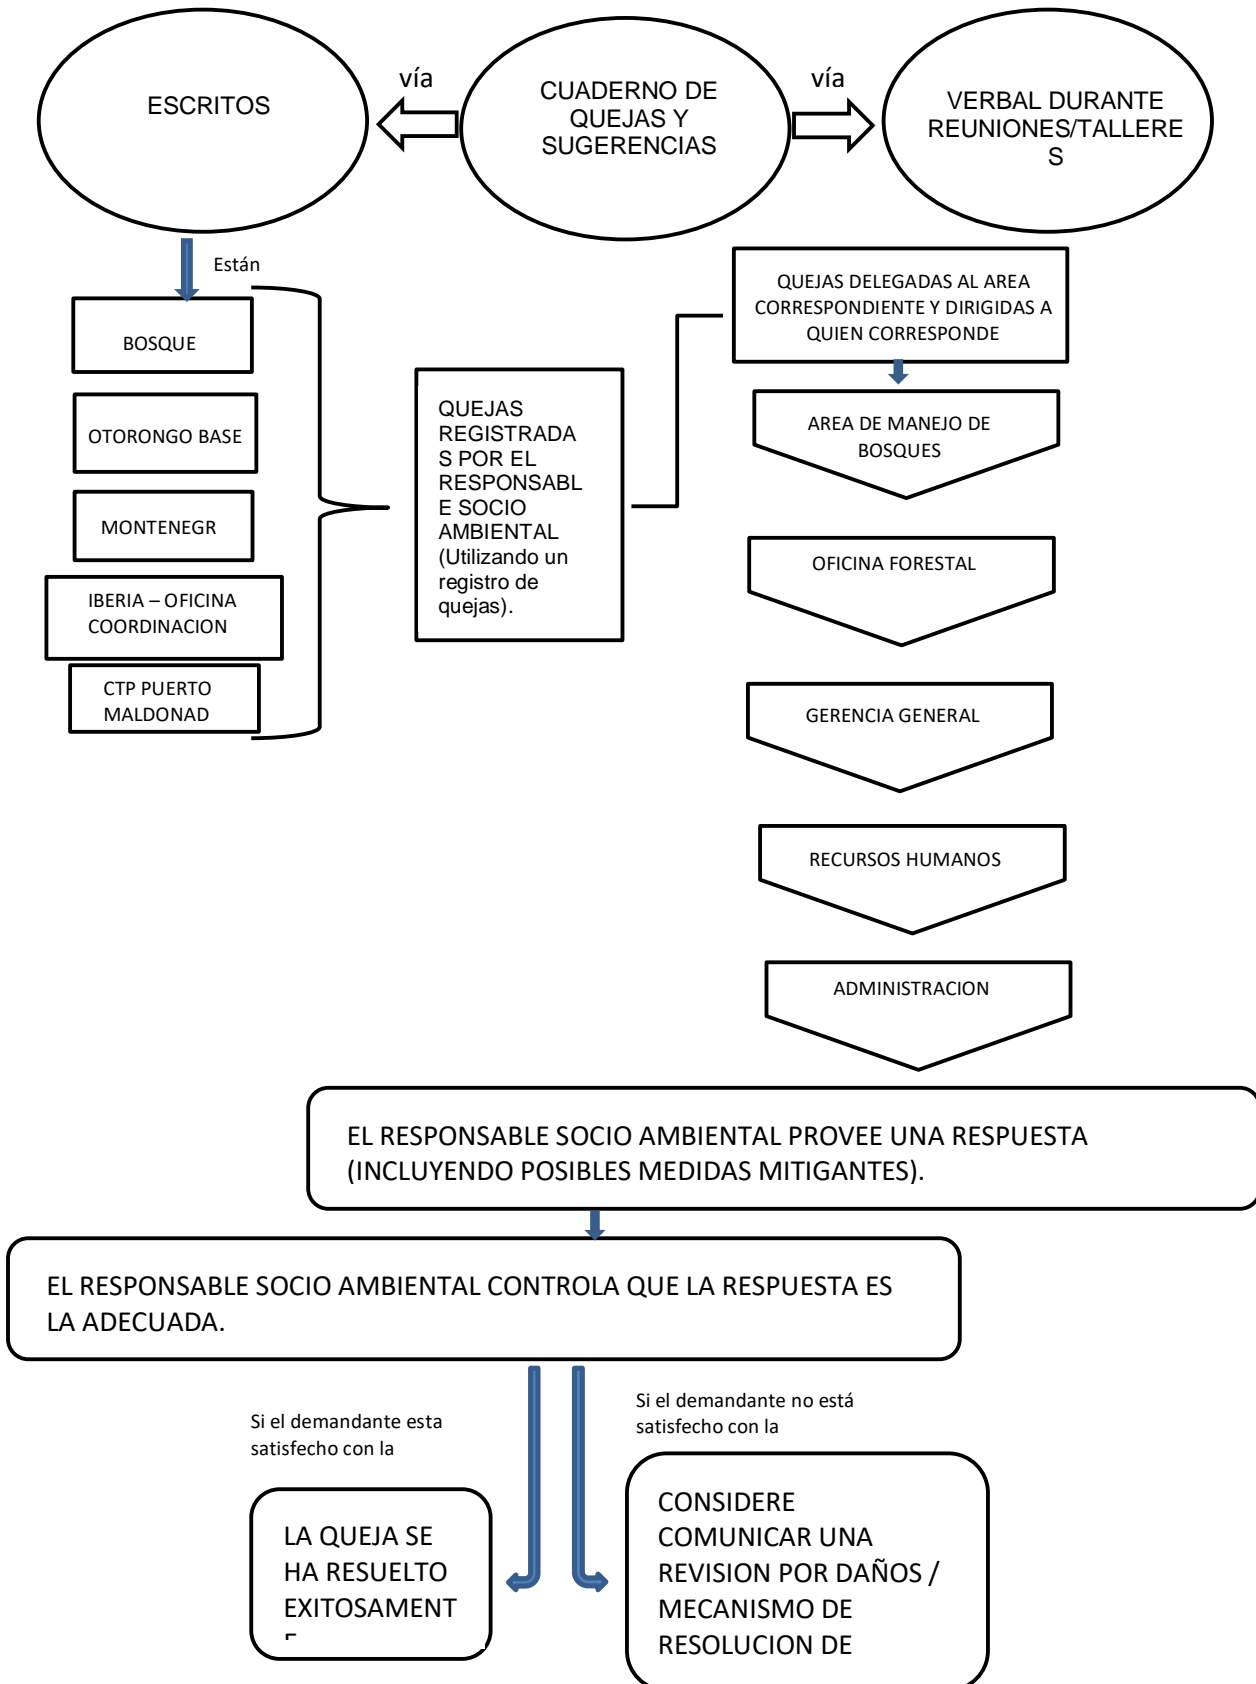 vía
vía
ESCRITOS
CUADERNO DE
QUEJAS Y
SUGERENCIAS
VERBAL DURANTE
REUNIONES/TALLERE
S
Están
BOSQUE
OTORONGO BASE
MONTENEGR
IBERIA – OFICINA
COORDINACION
CTP PUERTO
MALDONAD
QUEJAS
REGISTRADA
S POR EL
RESPONSABL
E SOCIO
AMBIENTAL
(Utilizando un
registro de
quejas).
QUEJAS DELEGADAS AL AREA
CORRESPONDIENTE Y DIRIGIDAS A
QUIEN CORRESPONDE
AREA DE MANEJO DE
BOSQUES
OFICINA FORESTAL
GERENCIA GENERAL
RECURSOS HUMANOS
ADMINISTRACION
EL RESPONSABLE SOCIO AMBIENTAL PROVEE UNA RESPUESTA
(INCLUYENDO POSIBLES MEDIDAS MITIGANTES).
EL RESPONSABLE SOCIO AMBIENTAL CONTROLA QUE LA RESPUESTA ES
LA ADECUADA.
Si el demandante esta
satisfecho con la
Si el demandante no está
satisfecho con la
LA QUEJA SE
HA RESUELTO
EXITOSAMENT
CONSIDERE
COMUNICAR UNA
REVISION POR DAÑOS /
MECANISMO DE
RESOLUCION DE